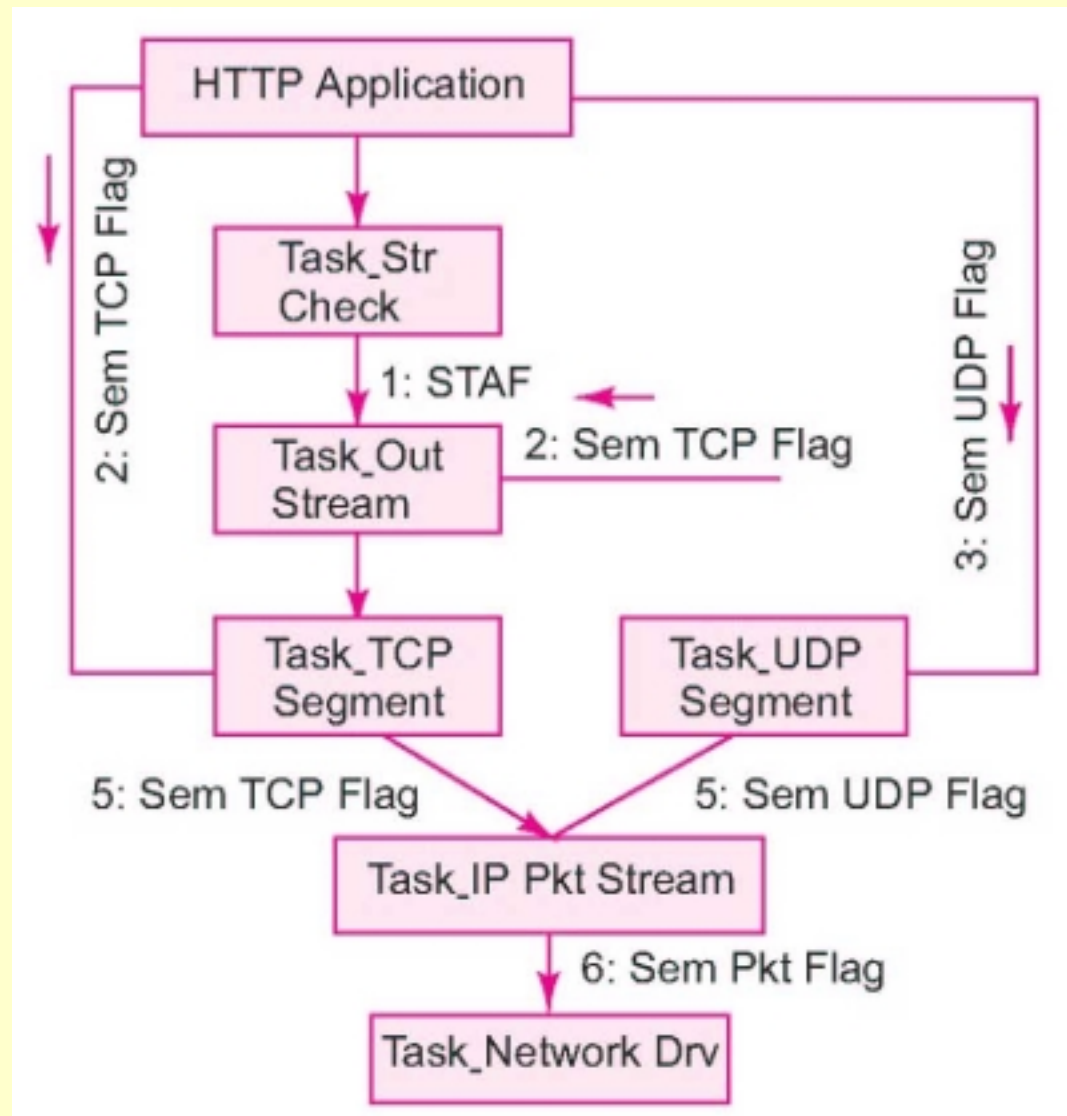 HTTP Application
2: Sem TCP Flag
Task_Str
Check
3: Sem UDP Flag
1: STAF
Task_Out
Stream
2: Sem TCP Flag
Task_TCP
Segment
Task_UDP
Segment
5: Sem TCP Flag
5: Sem UDP Flag
Task_IP Pkt Stream
6: Sem Pkt Flag
Task_Network Drv